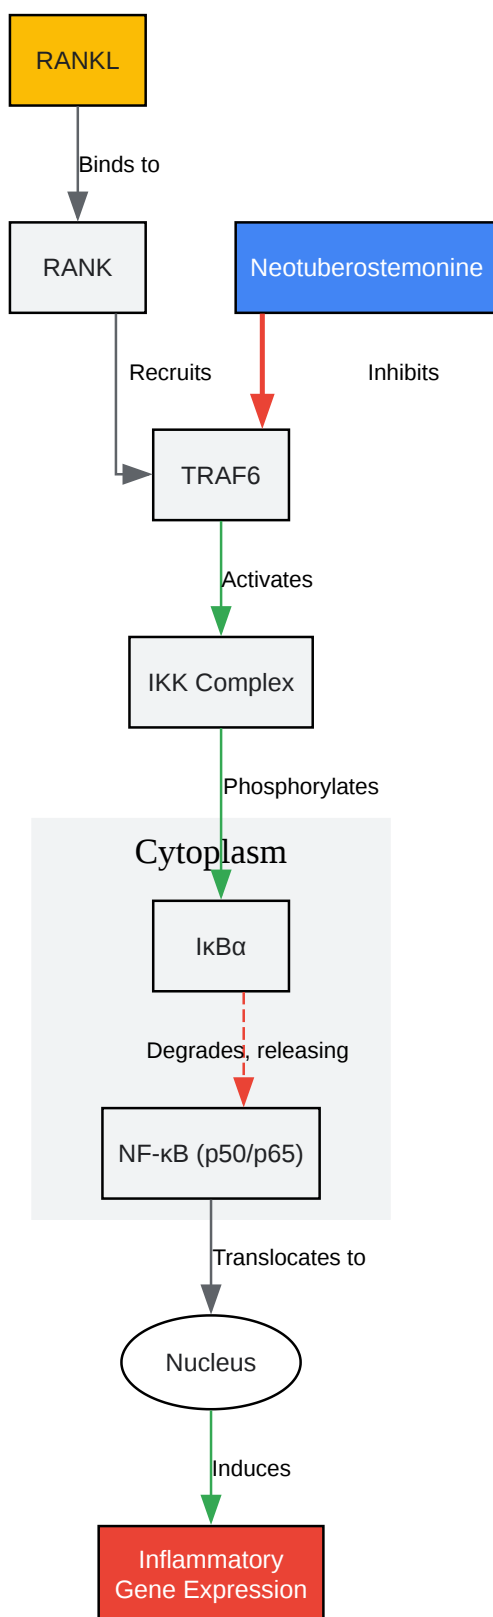 RANKL
Binds to
RANK
Neotuberostemonine
Recruits
Inhibits
TRAF6
Activates
IKK Complex
Phosphorylates
Cytoplasm
IκBα
Degrades, releasing
NF-κB (p50/p65)
Translocates to
Nucleus
Induces
Inflammatory
Gene Expression